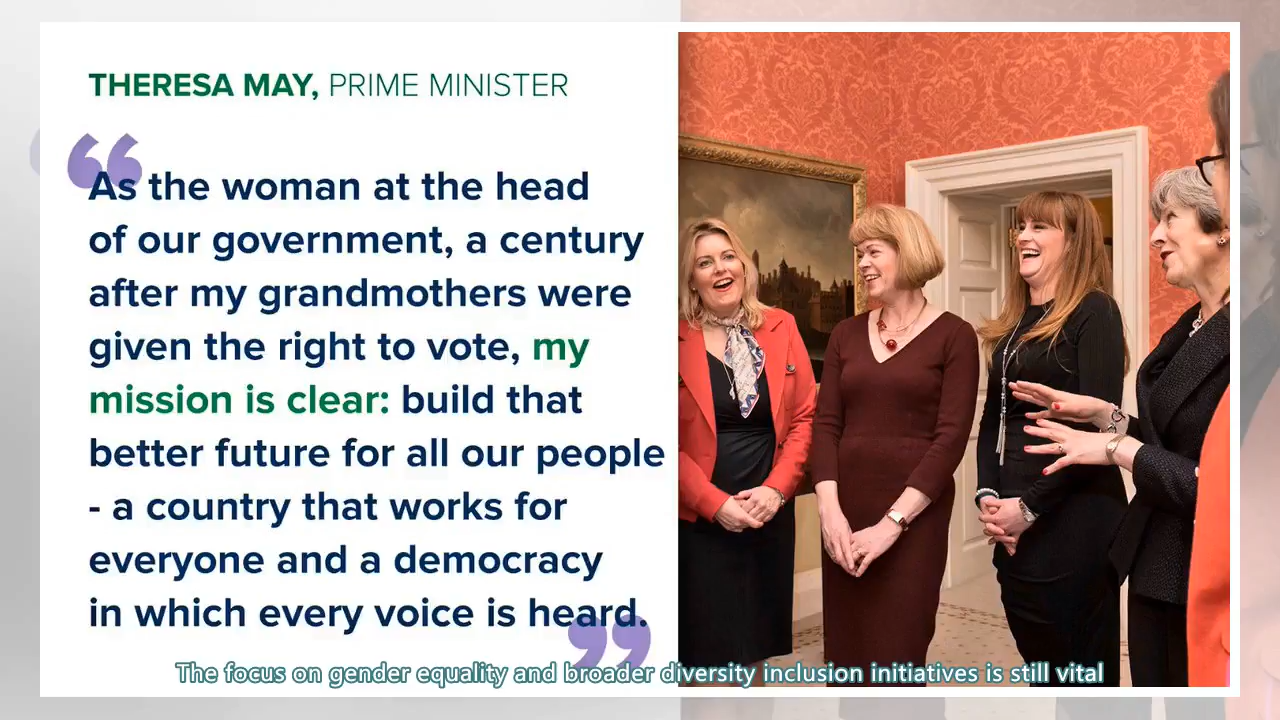 THERESA MAY, PRIME MINISTER
“
As the woman at the head
of our government, a century
after my grandmothers were
given the right to vote, my
mission is clear: build that
better future for all our people
- a country that works for
everyone and a democracy
in which every voice is heard.
”
The focus on gender equality and broader diversity inclusion initiatives is still vital